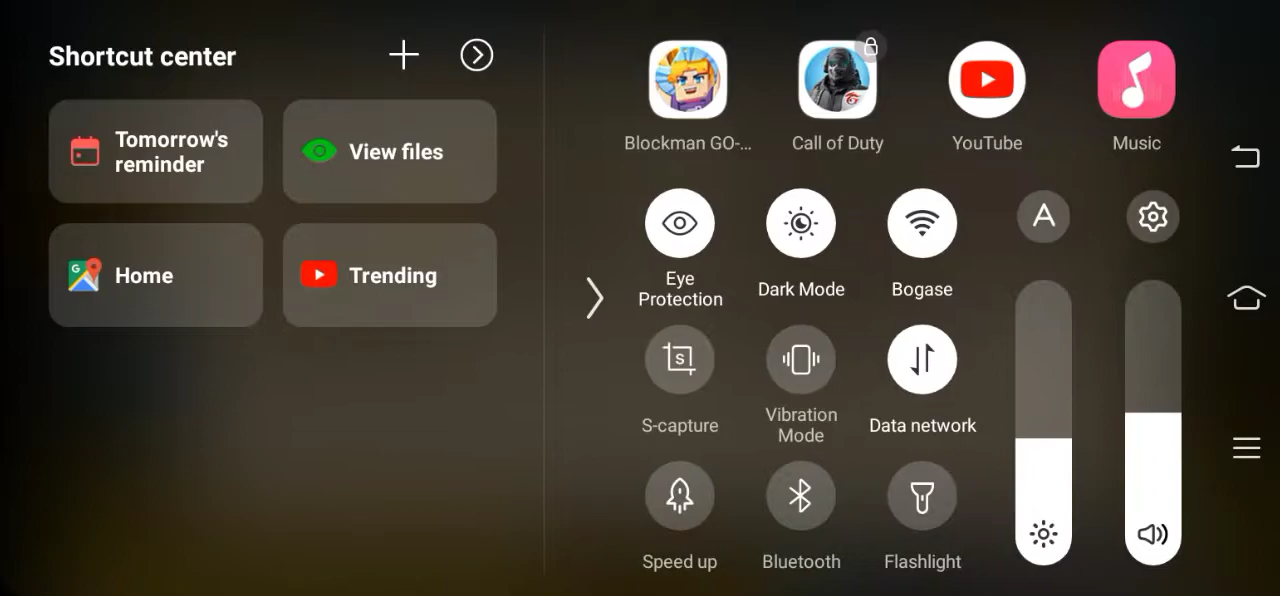 Shortcut center
Tomorrow's
reminder
View files
Home
Trending
Blockman GO-...
Call of Duty
YouTube
Music
Eye
Protection
Dark Mode
Bogase
A
S
S-capture
Vibration
Mode
Data network
Speed up
Bluetooth
Flashlight